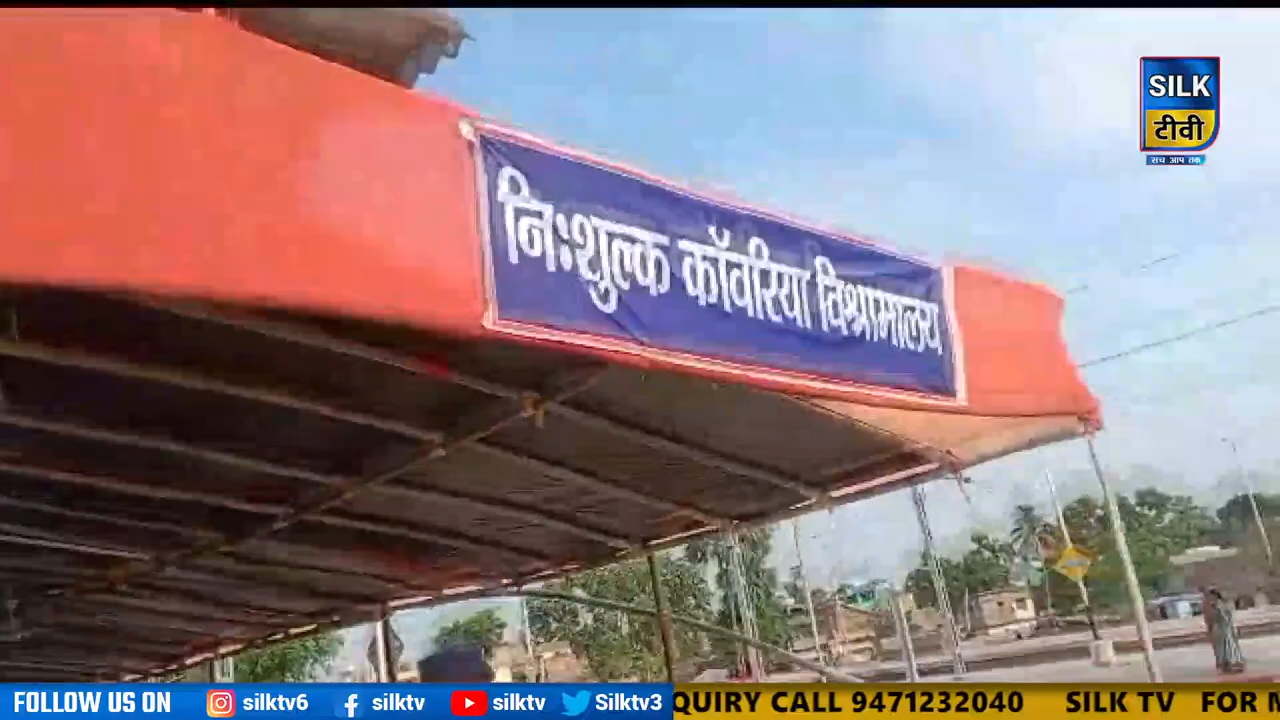 SILK
टीवी
सच आप तक
निःशुल्क कॉवरिया विश्रामालय
FOLLOW US ON silktv6 silktv silktv Silktv3 QUIRY CALL 9471232040 SILK TV FOR M